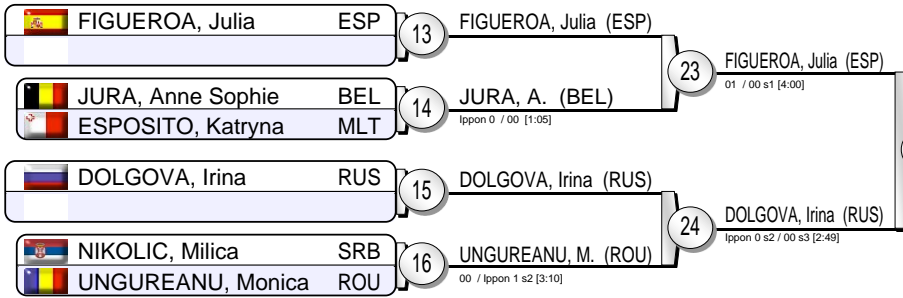 FIGUEROA, Julia ESP
13
FIGUEROA, Julia (ESP)
23
FIGUEROA, Julia (ESP)
01 / 00 s1 [4:00]
JURA, Anne Sophie BEL
ESPOSITO, Katryna MLT
14
JURA, A. (BEL)
Ippon 0 / 00 [1:05]
DOLGOVA, Irina RUS
15
DOLGOVA, Irina (RUS)
24
DOLGOVA, Irina (RUS)
Ippon 0 s2 / 00 s3 [2:49]
NIKOLIC, Milica SRB
UNGUREANU, Monica ROU
16
UNGUREANU, M. (ROU)
00 / Ippon 1 s2 [3:10]